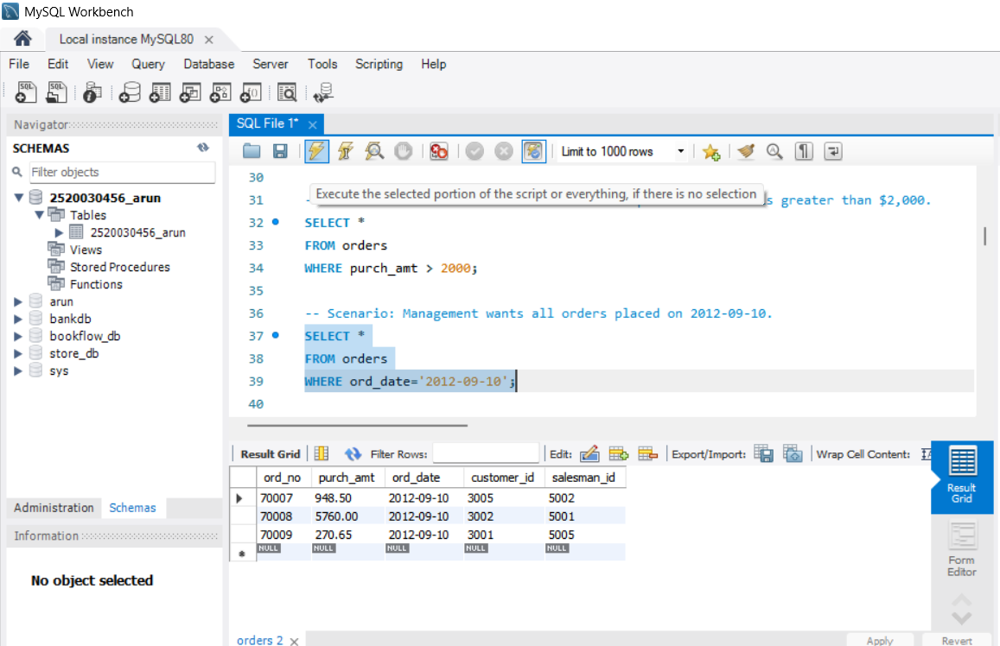 MySQL Workbench
Local instance MySQL80
File Edit View Query Database Server Tools Scripting Help
Navigator
SCHEMAS
Filter objects
2520030456_arun
Tables
2520030456_arun
Views
Stored Procedures
Functions
arun
bankdb
bookflow_db
store_db
sys
Administration Schemas
Information
No object selected
SQL File 1*
Limit to 1000 rows
30
Execute the selected portion of the script or everything, if there is no selection
31 s greater than $2,000.
32 SELECT *
33 FROM orders
34 WHERE purch_amt > 2000;
35
36 -- Scenario: Management wants all orders placed on 2012-09-10.
37 SELECT *
38 FROM orders
39 WHERE ord_date='2012-09-10';
40
Result Grid Filter Rows: Edit: Export/Import: Wrap Cell Content:
ord_no purch_amt ord_date customer_id salesman_id
70007 948.50 2012-09-10 3005 5002
70008 5760.00 2012-09-10 3002 5001
70009 270.65 2012-09-10 3001 5005
NULL NULL NULL NULL NULL
Result
Grid
Form
Editor
orders 2
Apply Revert